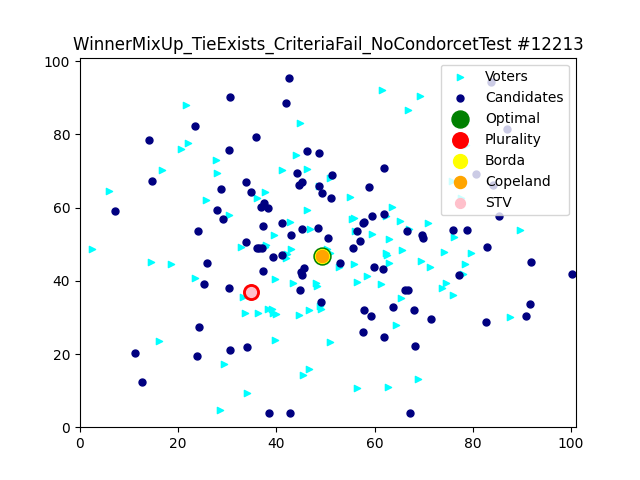 WinnerMixUp_TieExists_CriteriaFail_NoCondorcetTest #12213
100
80
60
40
20
0
0 20 40 60 80 100
Voters
Candidates
Optimal
Plurality
Borda
Copeland
STV